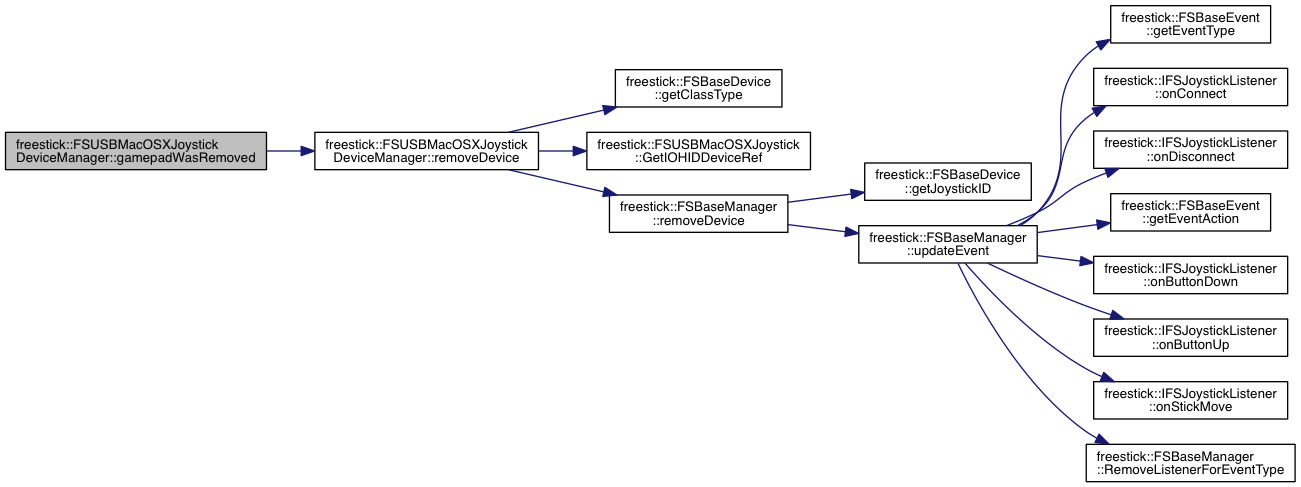 freestick::FSUSBMacOSXJoystick
DeviceManager::gamepadWasRemoved
freestick::FSUSBMacOSXJoystick
DeviceManager::removeDevice
freestick::FSBaseDevice
::getClassType
freestick::FSUSBMacOSXJoystick
::GetIOHIDDeviceRef
freestick::FSBaseManager
::removeDevice
freestick::FSBaseDevice
::getJoystickID
freestick::FSBaseManager
::updateEvent
freestick::FSBaseEvent
::getEventType
freestick::IFSJoystickListener
::onConnect
freestick::IFSJoystickListener
::onDisconnect
freestick::FSBaseEvent
::getEventAction
freestick::IFSJoystickListener
::onButtonDown
freestick::IFSJoystickListener
::onButtonUp
freestick::IFSJoystickListener
::onStickMove
freestick::FSBaseManager
::RemoveListenerForEventType